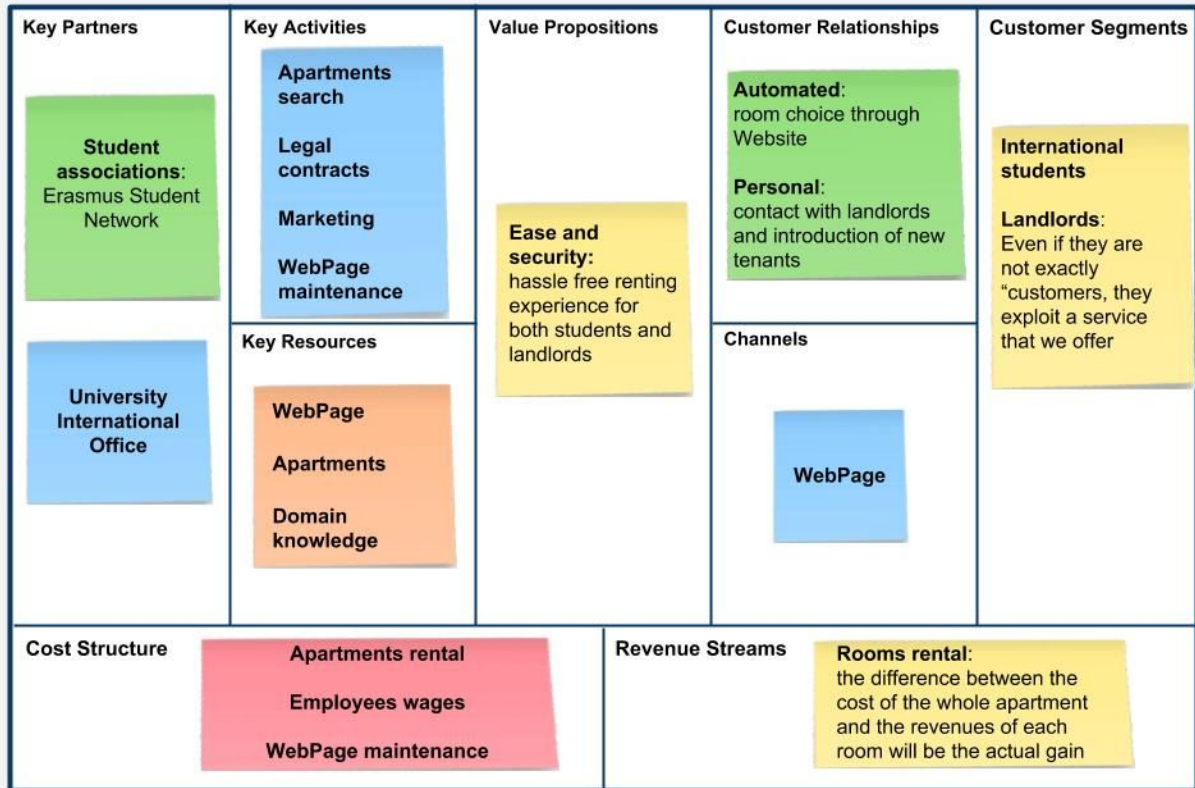 Key Partners
Student
associations:
Erasmus Student
Network
University
International
Office
Key Activities
Apartments
search
Legal
contracts
Marketing
WebPage
maintenance
Key Resources
WebPage
Apartments
Domain
knowledge
Value Propositions
Ease and
security:
hassle free renting
experience for
both students and
landlords
Customer Relationships
Automated:
room choice through
Website
Personal:
contact with landlords
and introduction of new
tenants
Channels
WebPage
Customer Segments
International
students
Landlords:
Even if they are
not exactly
“customers, they
exploit a service
that we offer
Cost Structure
Apartments rental
Employees wages
WebPage maintenance
Revenue Streams
Rooms rental:
the difference between the
cost of the whole apartment
and the revenues of each
room will be the actual gain